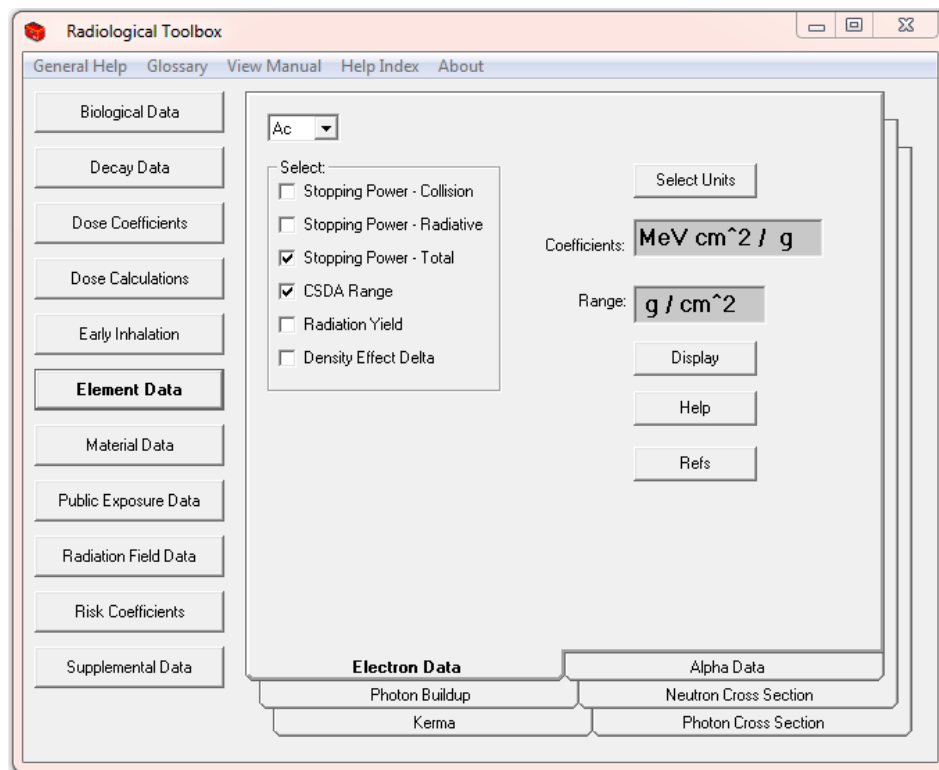 Radiological Toolbox
General Help Glossary View Manual Help Index About
Biological Data
Decay Data
Dose Coefficients
Dose Calculations
Early Inhalation
Element Data
Material Data
Public Exposure Data
Radiation Field Data
Risk Coefficients
Supplemental Data
Ac
Select:
Stopping Power - Collision
Stopping Power - Radiative
Stopping Power - Total
CSDA Range
Radiation Yield
Density Effect Delta
Select Units
Coefficients: MeV cm^2 / g
Range: g / cm^2
Display
Help
Refs
Electron Data Alpha Data
Photon Buildup Neutron Cross Section
Kerma Photon Cross Section